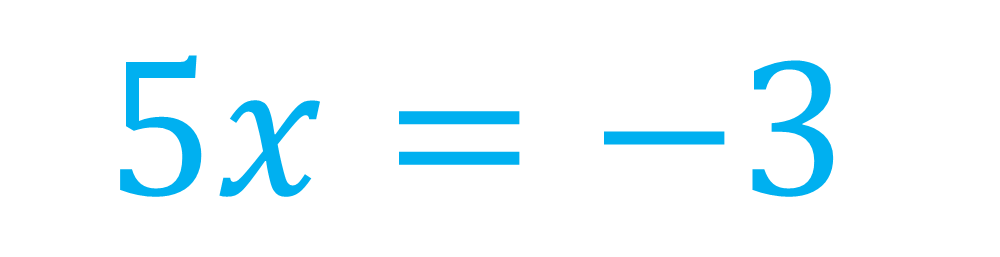 5x = −3